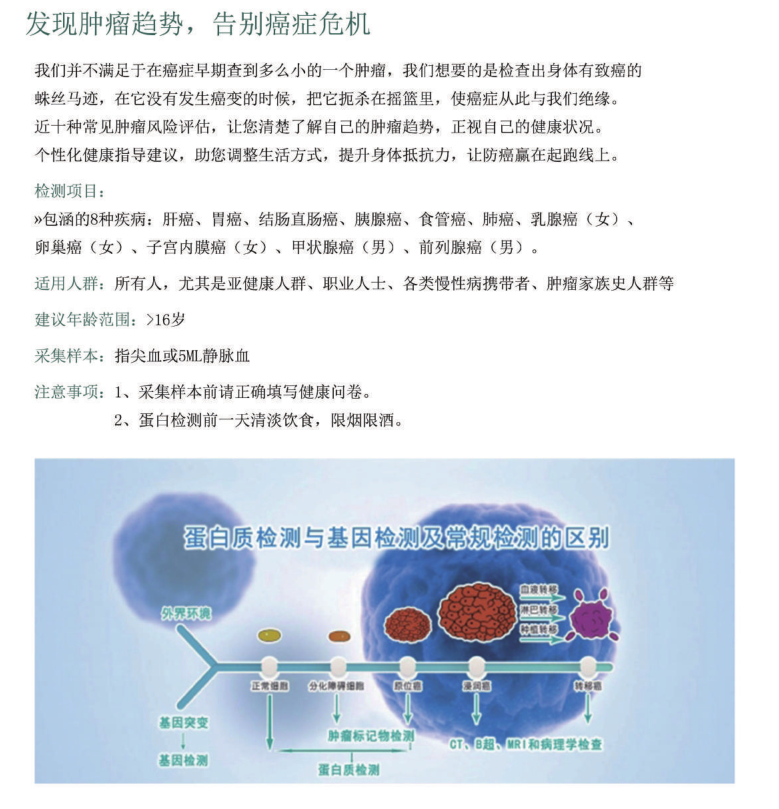 发现肿瘤趋势，告别癌症危机
我们并不满足于在癌症早期查到多么小的一个肿瘤，我们想要的是检查出身体有致癌的
蛛丝马迹，在它没有发生癌变的时候，把它扼杀在摇篮里，使癌症从此与我们绝缘。
近十种常见肿瘤风险评估，让您清楚了解自己的肿瘤趋势，正视自己的健康状况。
个性化健康指导建议，助您调整生活方式，提升身体抵抗力，让防癌赢在起跑线上。
检测项目：
»包涵的8种疾病：肝癌、胃癌、结肠直肠癌、胰腺癌、食管癌、肺癌、乳腺癌（女）、
卵巢癌（女）、子宫内膜癌（女）、甲状腺癌（男）、前列腺癌（男）。
适用人群：所有人，尤其是亚健康人群、职业人士、各类慢性病携带者、肿瘤家族史人群等
建议年龄范围：>16岁
采集样本：指尖血或5ML静脉血
注意事项：1、采集样本前请正确填写健康问卷。
2、蛋白检测前一天清淡饮食，限烟限酒。
蛋白质检测与基因检测及常规检测的区别
血液转移
淋巴转移
种植转移
外界环境
正常细胞 分化障碍细胞 原位癌 浸润癌 转移癌
基因突变
肿瘤标记物检测
CT、B超、MRI和病理学检查
基因检测
蛋白质检测